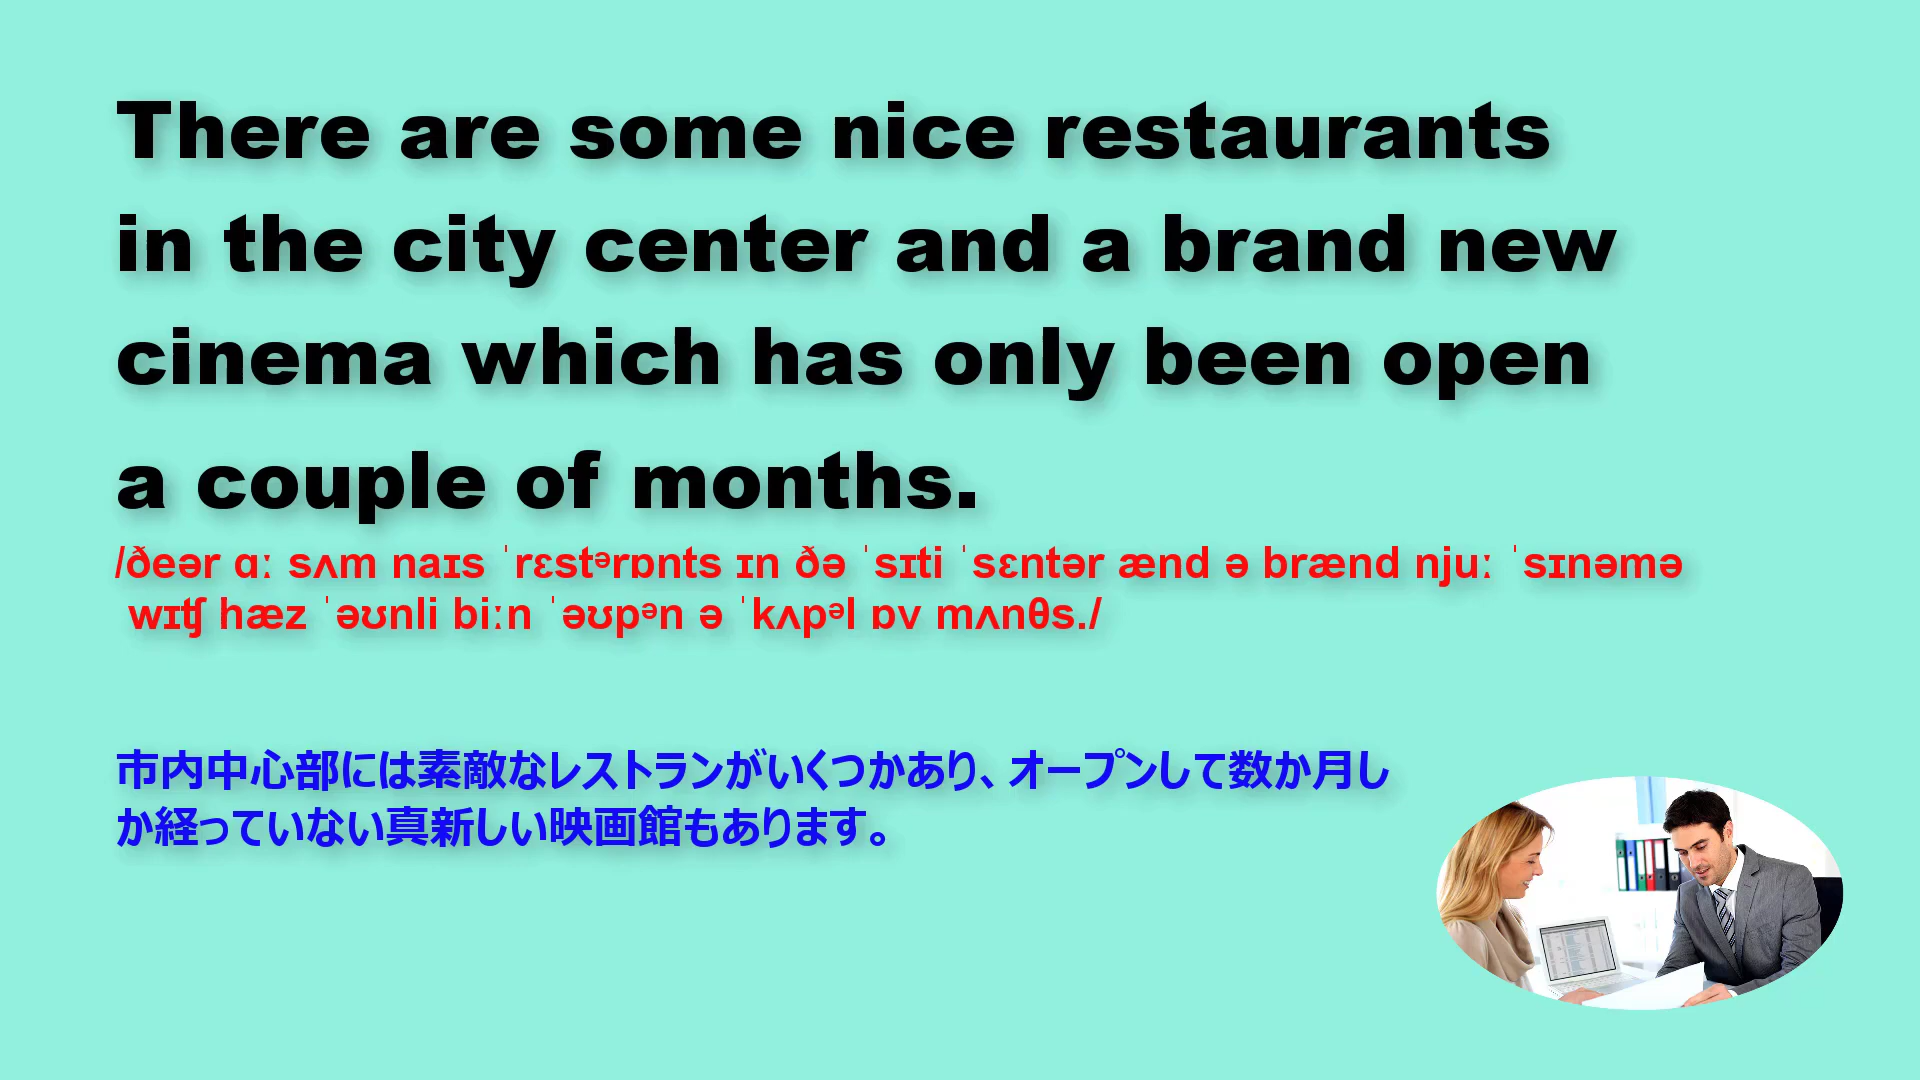 There are some nice restaurants
in the city center and a brand new
cinema which has only been open
a couple of months.
/ðeər ɑː sʌm naɪs ˈrɛstᵊrɒnts ɪn ðə ˈsɪti ˈsɛntər ænd ə brænd njuː ˈsɪnəmə
wɪʧ hæz ˈəʊnli biːn ˈəʊpᵊn ə ˈkʌpᵊl ɒv mʌnθs./
市内中心部には素敵なレストランがいくつかあり、オープンして数か月し
か経っていない真新しい映画館もあります。